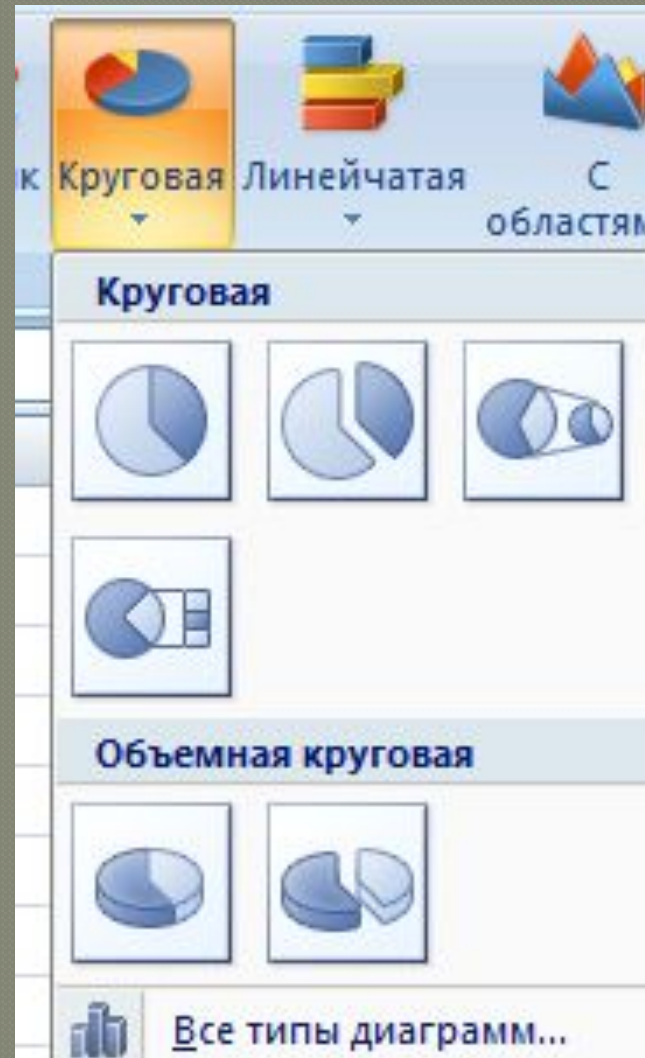 к Круговая Линейчатая С
областям
Круговая
Объемная круговая
Все типы диаграмм...